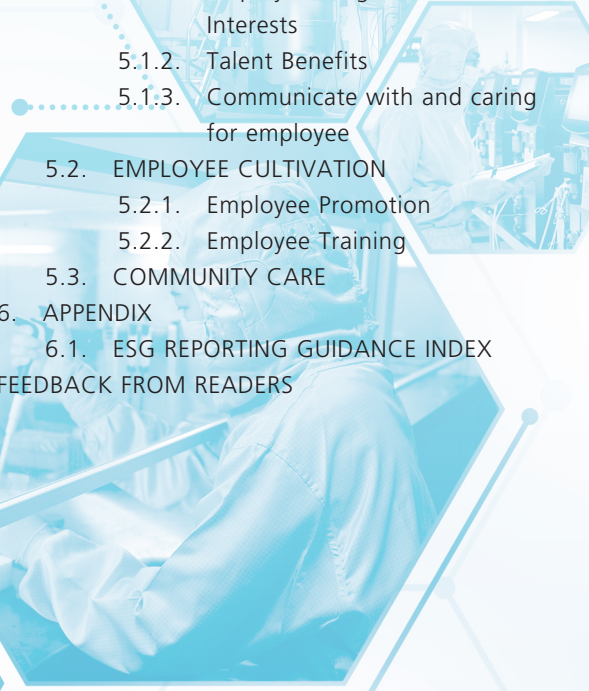 Interests
5.1.2. Talent Benefits
5.1.3. Communicate with and caring
for employee
5.2. EMPLOYEE CULTIVATION
5.2.1. Employee Promotion
5.2.2. Employee Training
5.3. COMMUNITY CARE
6. APPENDIX
6.1. ESG REPORTING GUIDANCE INDEX
FEEDBACK FROM READERS